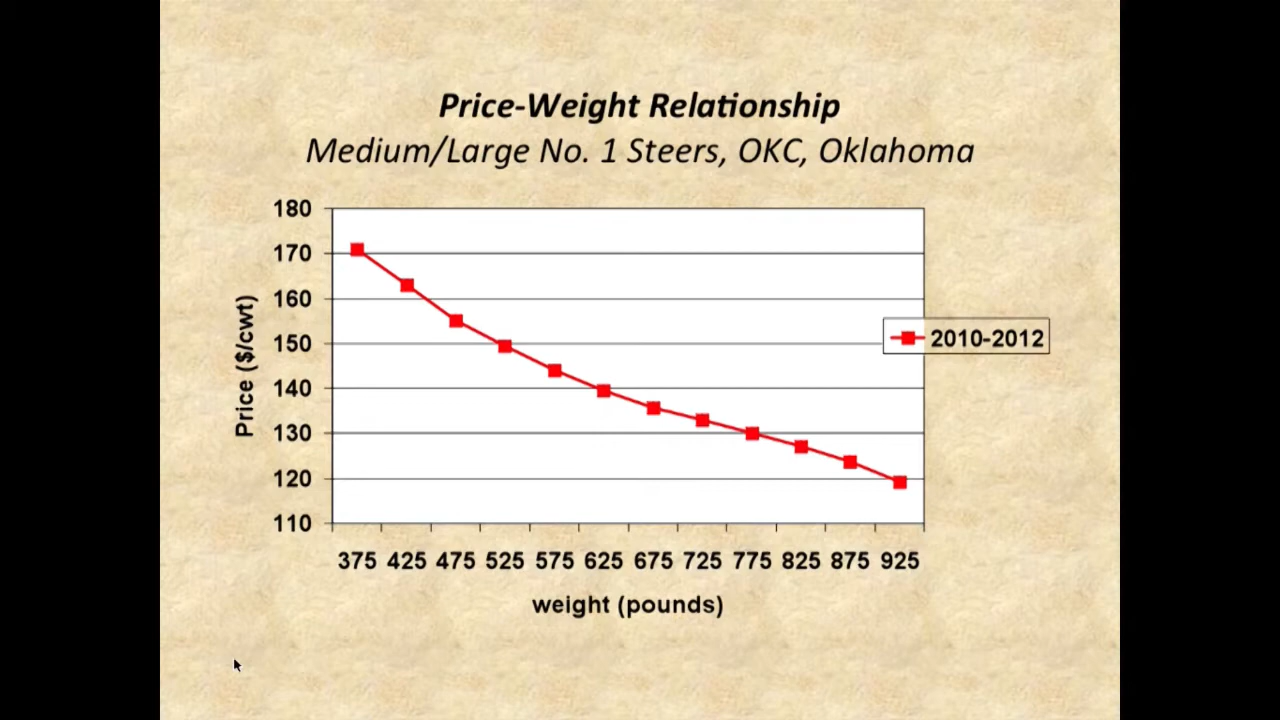 Price-Weight Relationship
Medium/Large No. 1 Steers, OKC, Oklahoma
180
170
160
150
140
130
120
110
Price ($/cwt)
2010-2012
375 425 475 525 575 625 675 725 775 825 875 925
weight (pounds)